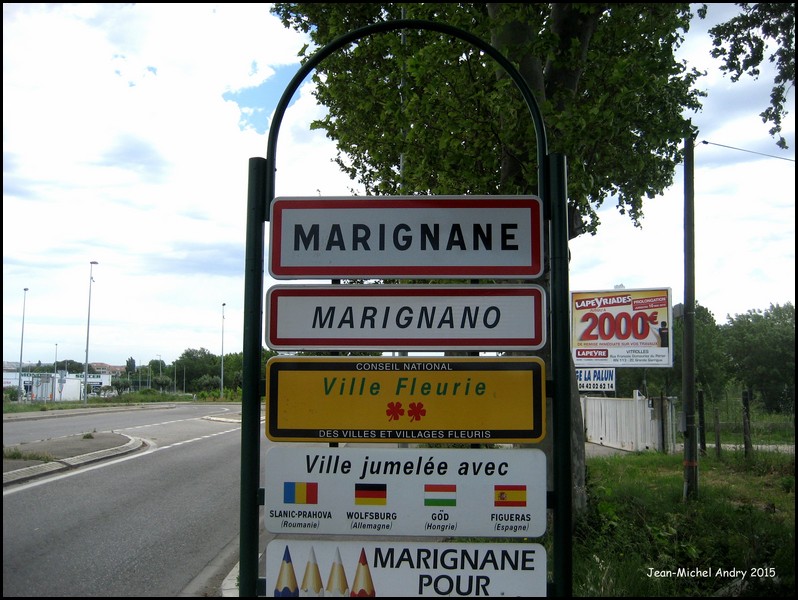 MARIGNANE
MARIGNANO
CONSEIL NATIONAL
Ville Fleurie
DES VILLES ET VILLAGES FLEURIS
Ville jumelée avec
SLANIC-PRAHOVA
(Roumanie)
WOLFSBURG
(Allemagne)
GÖD
(Hongrie)
FIGUERAS
(Espagne)
MARIGNANE
POUR
LAPEYRIADES
PROLONGATION
2000€
LAPEYRE
VITROLLES
GE LA PALUN
04 42 02 62 14
Jean-Michel Andry 2015